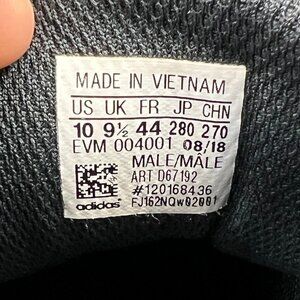 MADE IN VIETNAM
US UK FR JP CHN
10 9½ 44 280 270
EVM 004001 08/18
MALE/MÂLE
ART D67192
#120168436
adidas® FJ162NQW02001